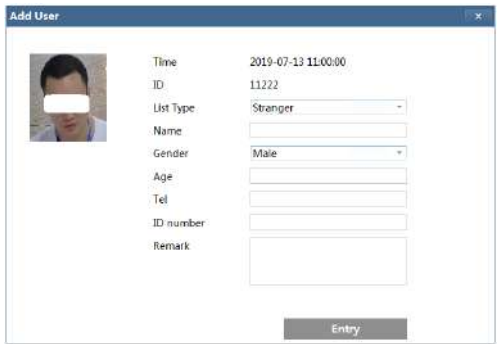 Add User
x
Time 2019-07-13 11:00:00
ID 11222
List Type Stranger
Name
Gender Male
Age
Tel
ID number
Remark
Entry